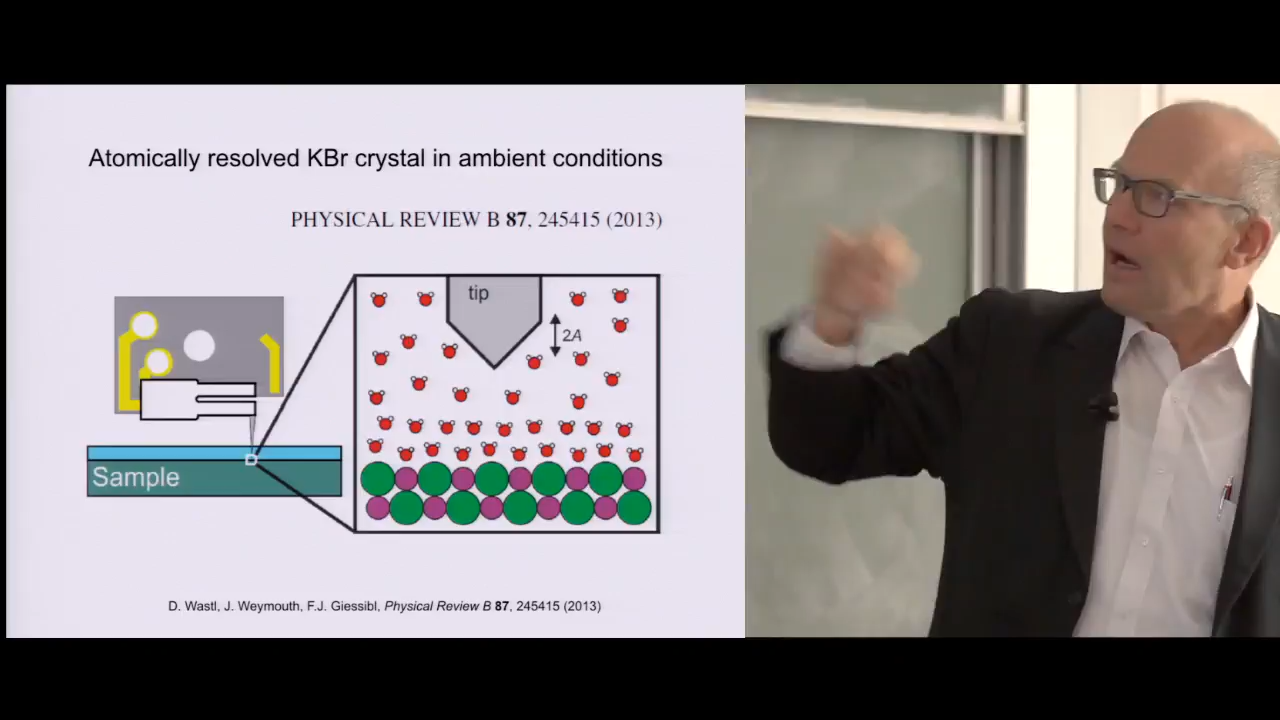 Atomically resolved KBr crystal in ambient conditions
PHYSICAL REVIEW B 87, 245415 (2013)
tip
2A
Sample
D. Wastl, J. Weymouth, F.J. Giessibl, Physical Review B 87, 245415 (2013)